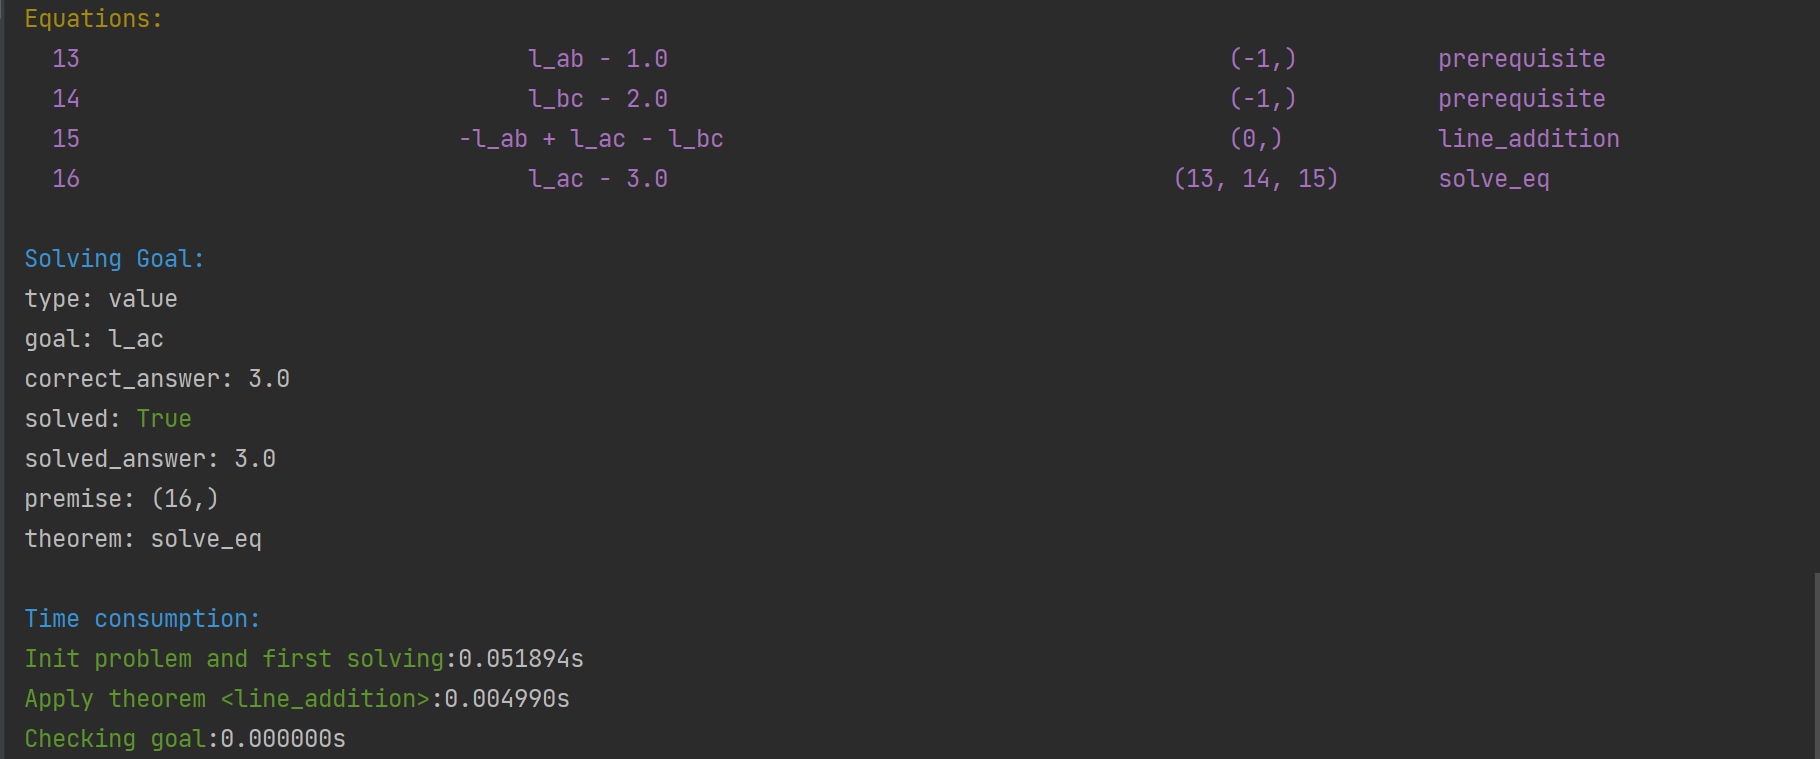 Equations:
13 l_ab - 1.0 (-1,) prerequisite
14 l_bc - 2.0 (-1,) prerequisite
15 -l_ab + l_ac - l_bc (0,) line_addition
16 l_ac - 3.0 (13, 14, 15) solve_eq
Solving Goal:
type: value
goal: l_ac
correct_answer: 3.0
solved: True
solved_answer: 3.0
premise: (16,)
theorem: solve_eq
Time consumption:
Init problem and first solving:0.051894s
Apply theorem <line_addition>:0.004990s
Checking goal:0.000000s